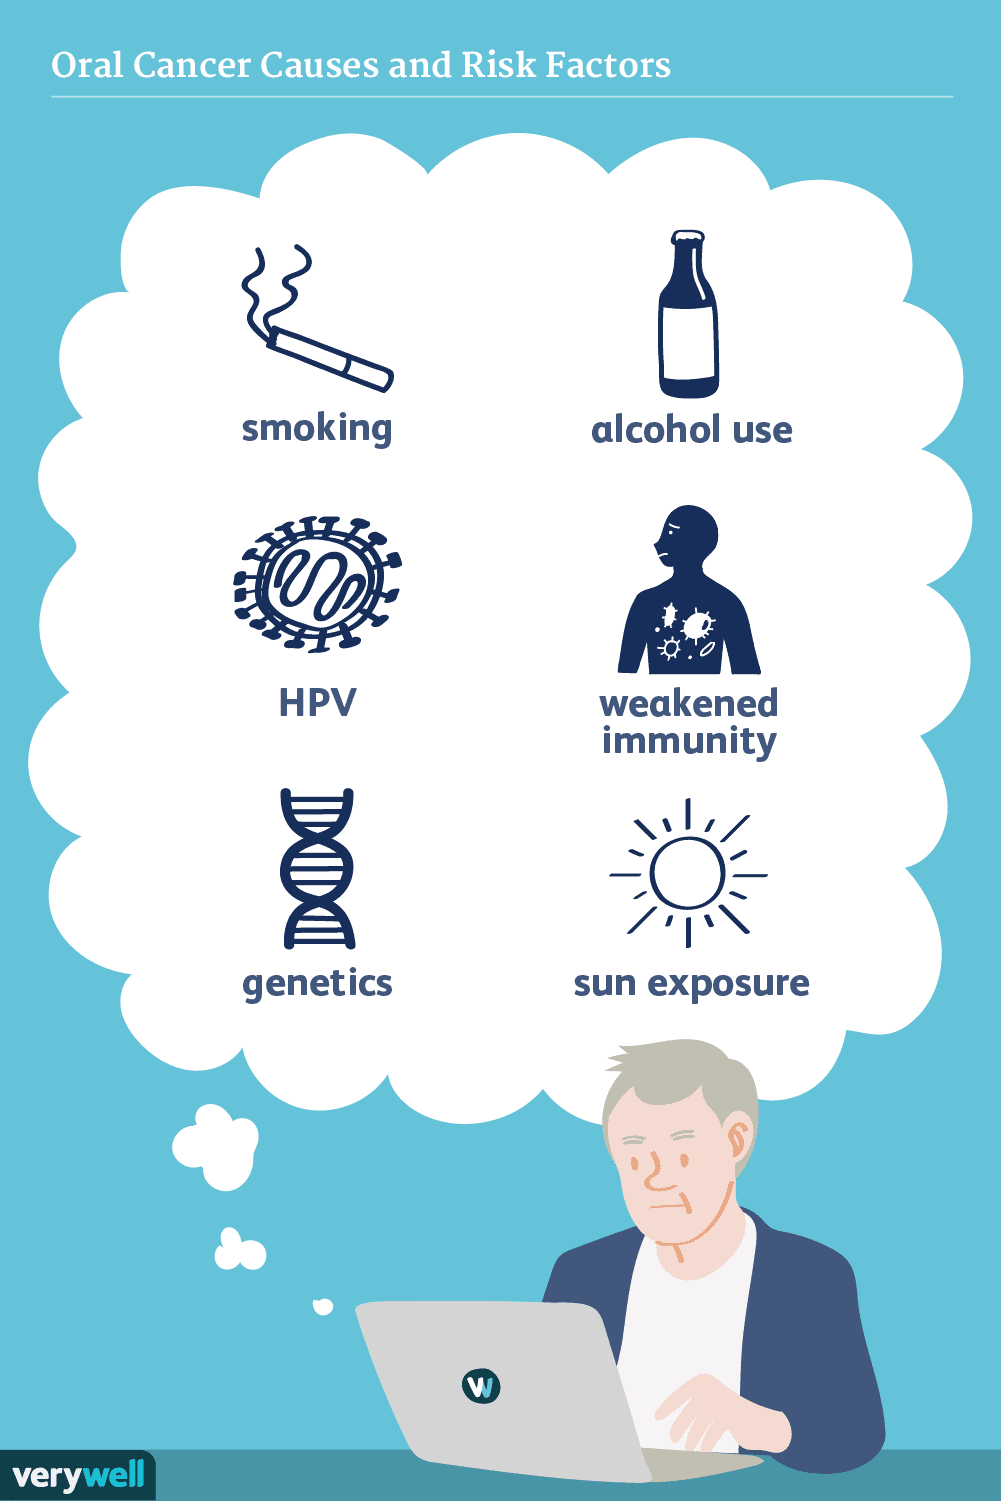 Oral Cancer Causes and Risk Factors
smoking
alcohol use
HPV
weakened
immunity
genetics
sun exposure
W
verywell